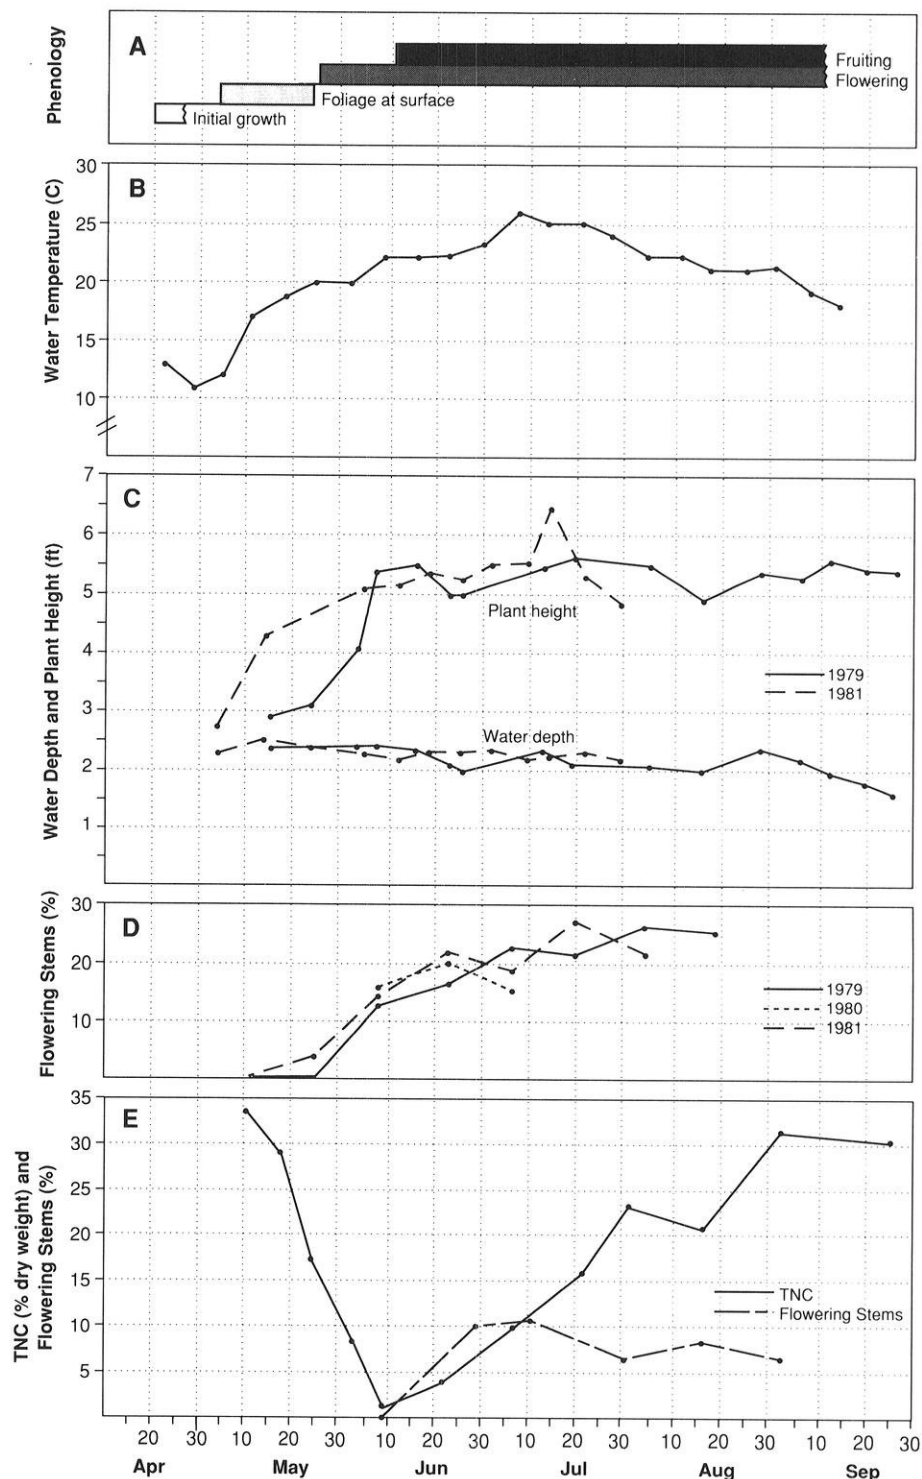 Phenology
A
Fruiting
Flowering
Foliage at surface
Initial growth
Water Temperature (C)
30
B
25
20
15
10
Water Depth and Plant Height (ft)
7
C
6
5
Plant height
4
1979
3
1981
Water depth
2
1
Flowering Stems (%)
30
D
20
1979
1980
10
1981
TNC (% dry weight) and
Flowering Stems (%)
35
E
30
25
20
15
TNC
Flowering Stems
10
5
20 30 10 20 30 10 20 30 10 20 30 10 20 30 10 20 30
Apr May Jun Jul Aug Sep